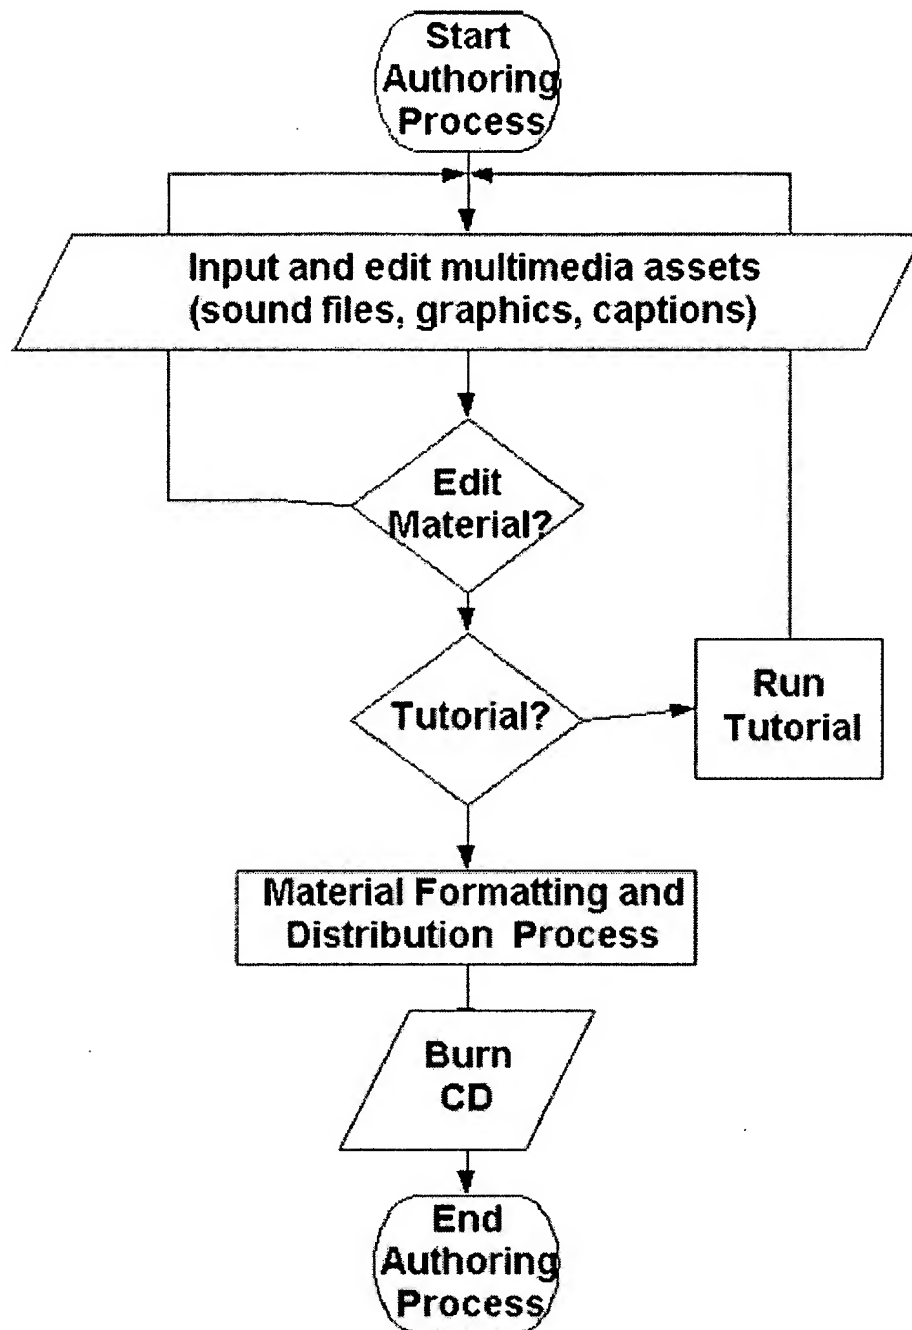 Start
Authoring
Process
Input and edit multimedia assets
(sound files, graphics, captions)
Edit
Material?
Tutorial?
Run
Tutorial
Material Formatting and
Distribution Process
Burn
CD
End
Authoring
Process